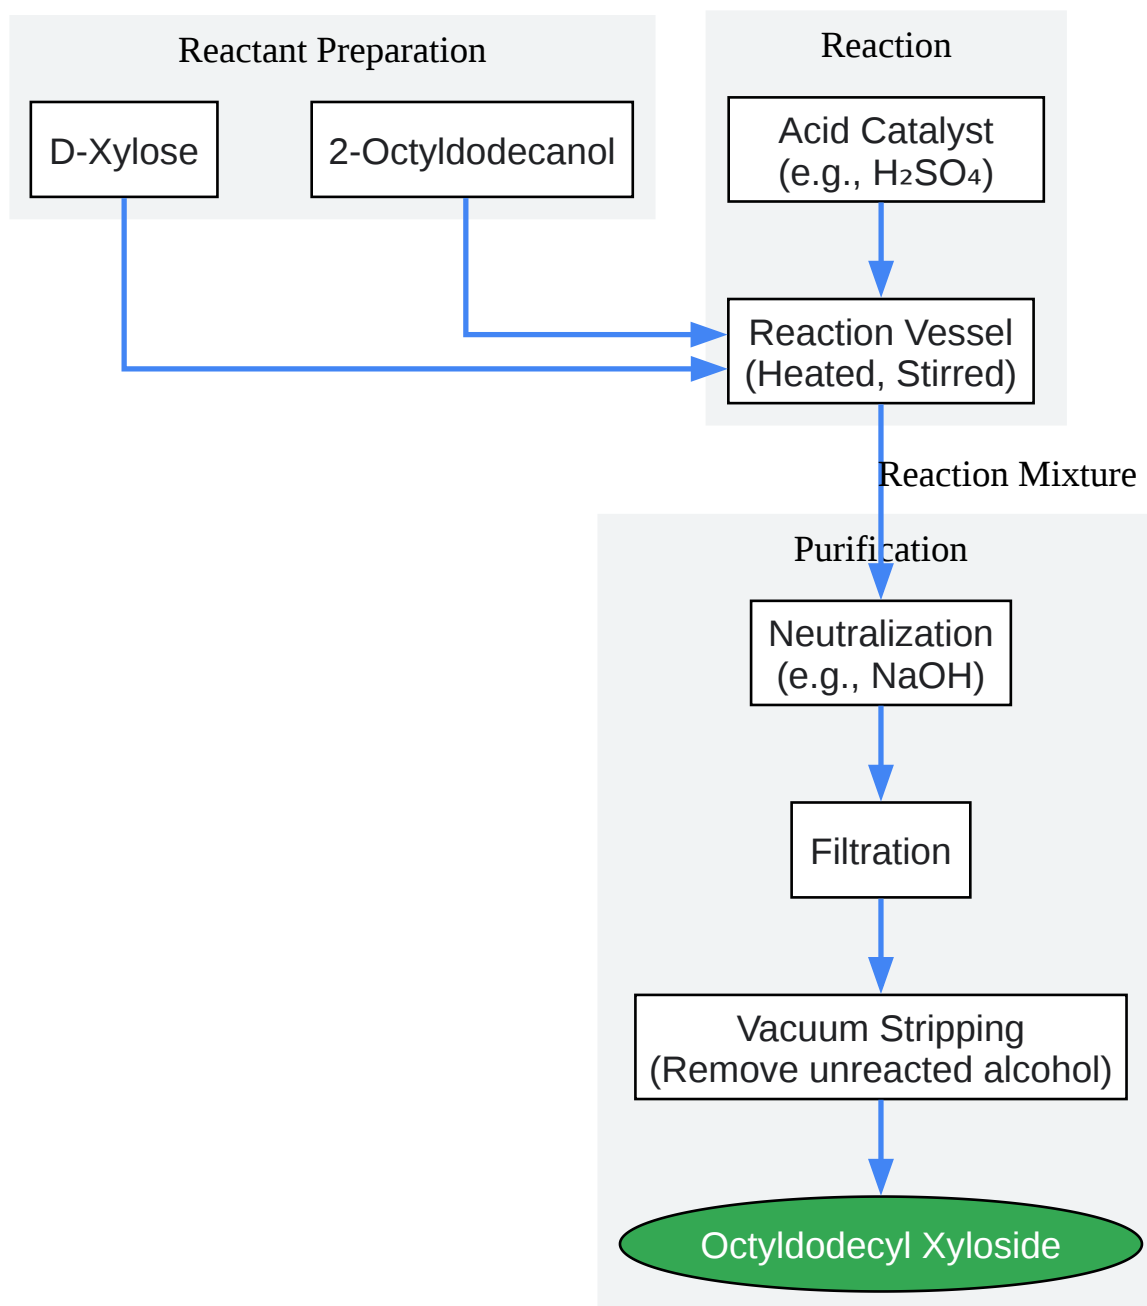 Reactant Preparation
D-Xylose
2-Octyldodecanol
Reaction
Acid Catalyst
(e.g., H₂SO₄)
Reaction Vessel
(Heated, Stirred)
Reaction Mixture
Purification
Neutralization
(e.g., NaOH)
Filtration
Vacuum Stripping
(Remove unreacted alcohol)
Octyldodecyl Xyloside